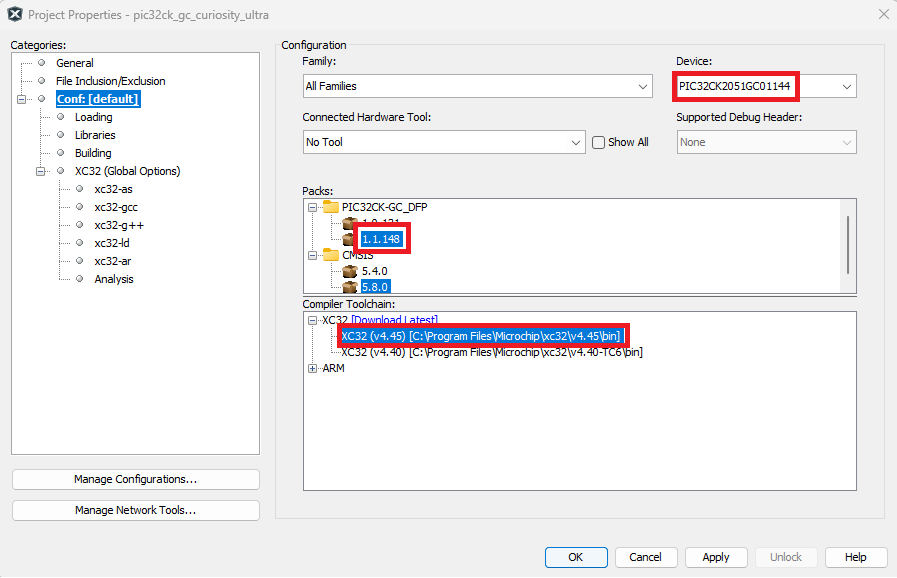 Project Properties - pic32ck_gc_curiosity_ultra
Categories:
General
File Inclusion/Exclusion
Conf: [default]
Loading
Libraries
Building
XC32 (Global Options)
xc32-as
xc32-gcc
xc32-g++
xc32-ld
xc32-ar
Analysis
Manage Configurations...
Manage Network Tools...
Configuration
Family:
All Families
Device:
PIC32CK2051GC01144
Connected Hardware Tool:
No Tool
Show All
Supported Debug Header:
None
Packs:
PIC32CK-GC_DFP
1.1.148
CMSIS
5.4.0
5.8.0
Compiler Toolchain:
XC32 [Download Latest]
XC32 (v4.45) [C:\Program Files\Microchip\xc32\v4.45\bin]
XC32 (v4.40) [C:\Program Files\Microchip\xc32\v4.40-TC6\bin]
ARM
OK
Cancel
Apply
Unlock
Help